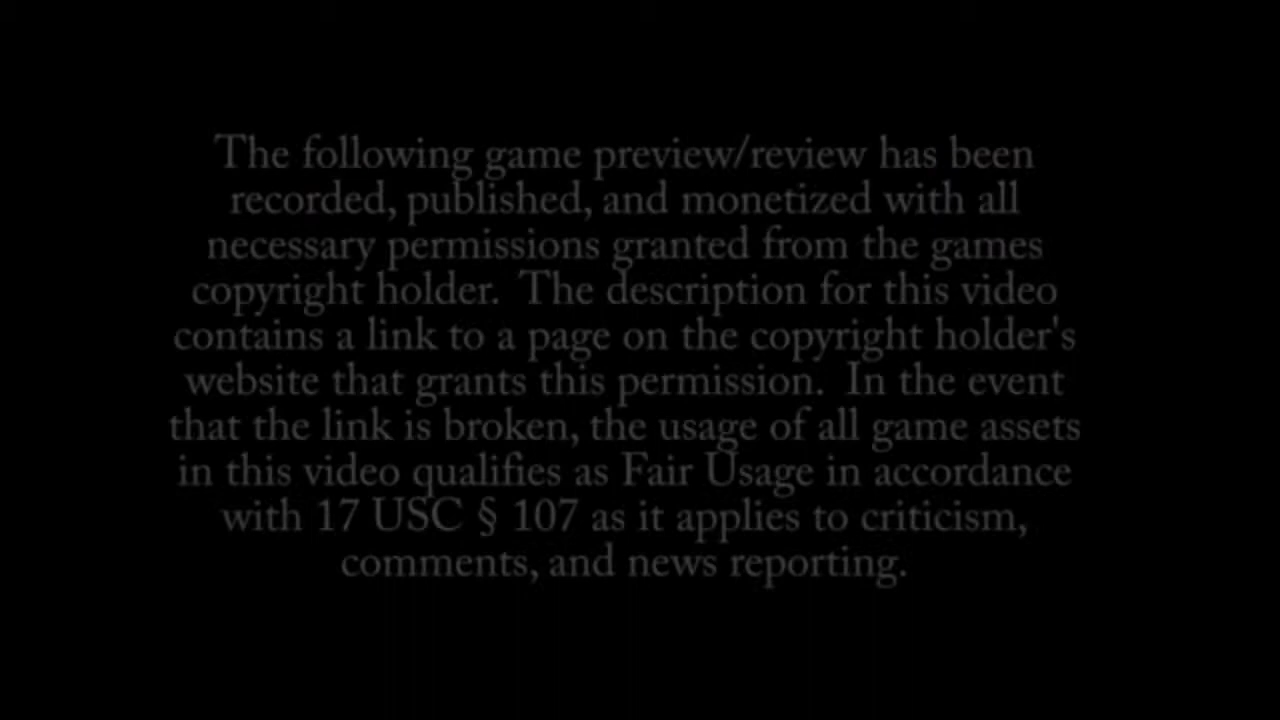 The following game preview/review has been
recorded, published, and monetized with all
necessary permissions granted from the games
copyright holder.  The description for this video
contains a link to a page on the copyright holder's
website that grants this permission.  In the event
that the link is broken, the usage of all game assets
in this video qualifies as Fair Usage in accordance
with 17 USC § 107 as it applies to criticism,
comments, and news reporting.